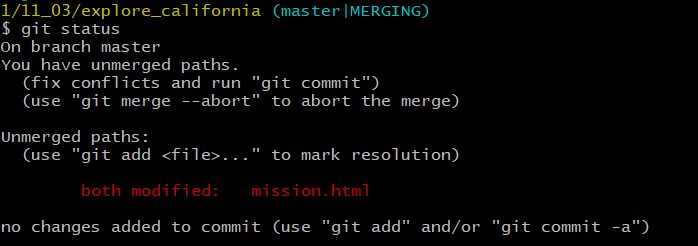 1/11_03/explore_california (master|MERGING)
$ git status
On branch master
You have unmerged paths.
  (fix conflicts and run "git commit")
  (use "git merge --abort" to abort the merge)

Unmerged paths:
  (use "git add <file>..." to mark resolution)

        both modified:   mission.html

no changes added to commit (use "git add" and/or "git commit -a")